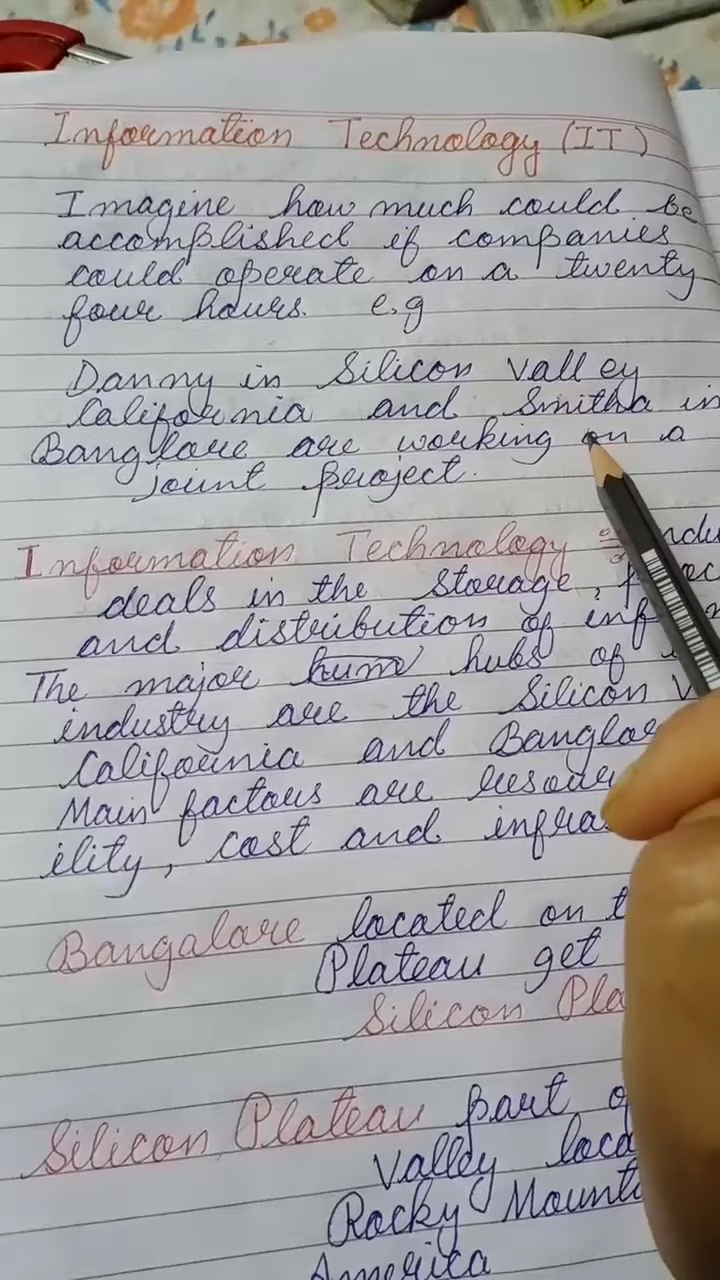 Information Technology (IT)
Imagine how much could be
accomplished if companies
could operate on a twenty
four hours. e.g
Danny in Silicon Valley
California and Smitha in
Banglore are working on a
joint project.
Information Technology
deals in the storage,
and distribution of
The major hubs of
industry are the Silicon
California and
Main factors are
ility, cost and
Bangalore located on
Plateau get
Silicon
Silicon Plateau part
Valley
Rocky
America